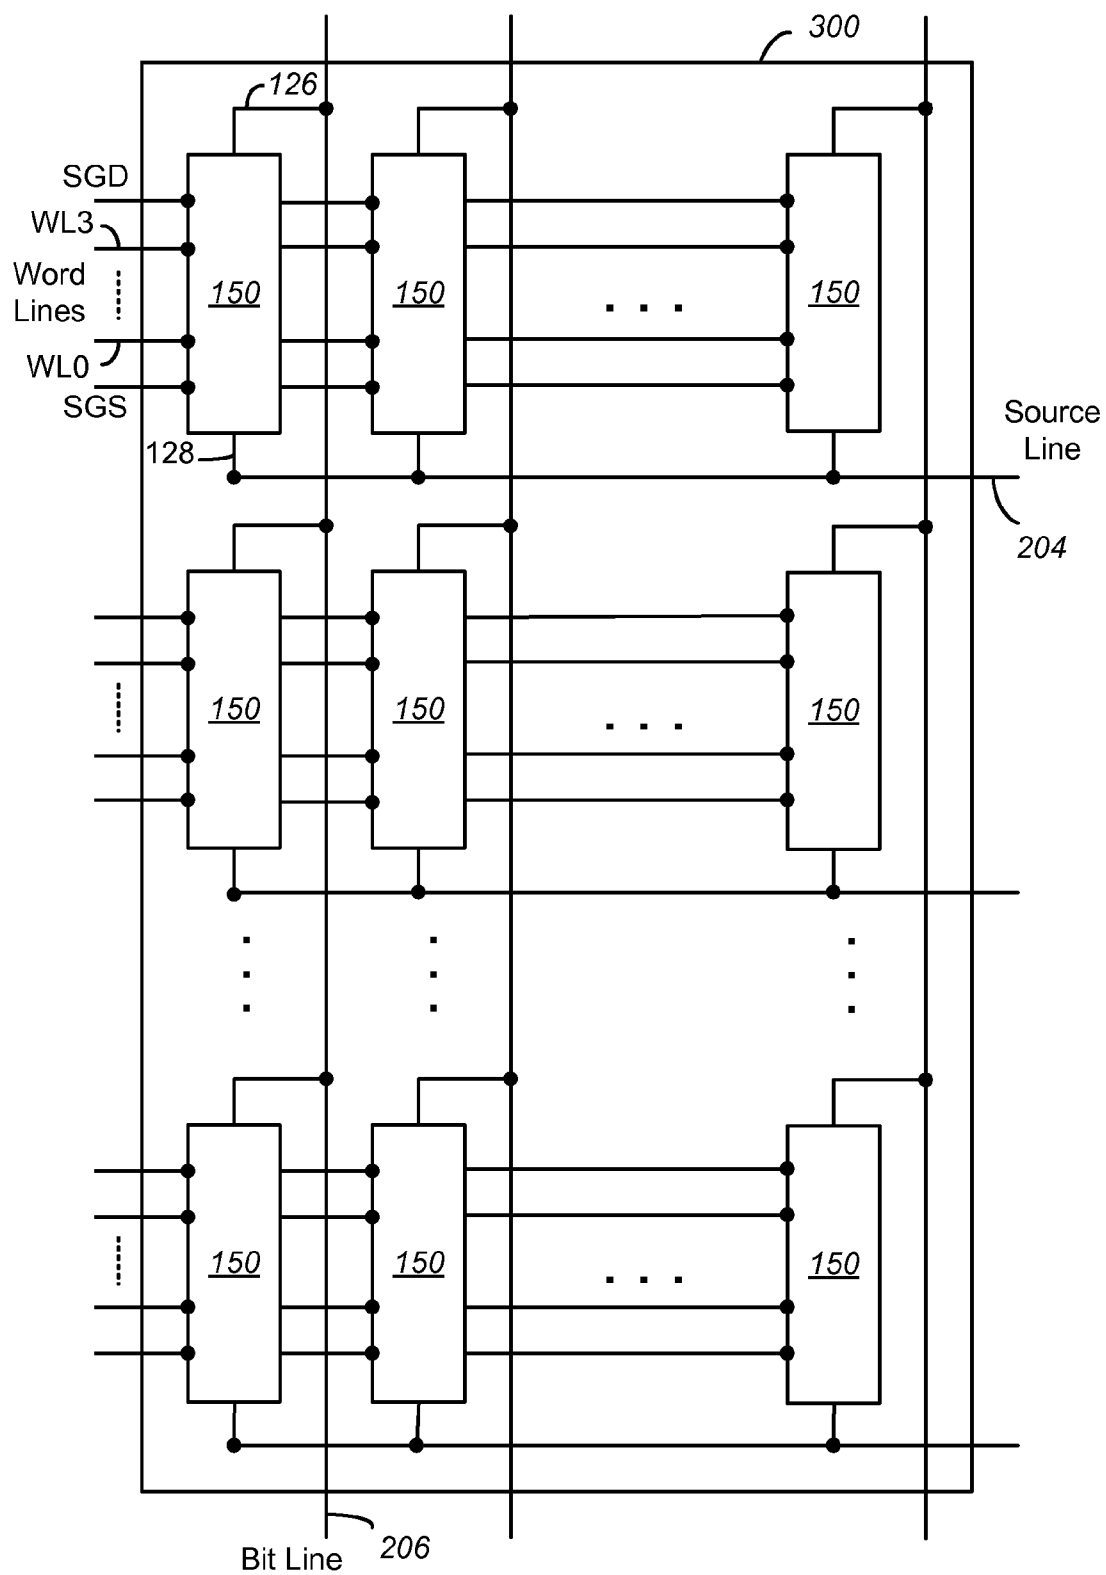 300
126
SGD
WL3
Word
Lines
WL0
SGS
150 150 150
. . .
128
Source
Line
204
150 150 150
. . .
150 150 150
. . .
206
Bit Line